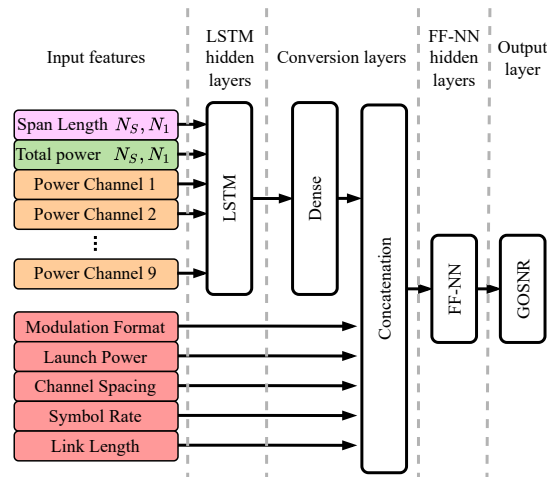 Input features
LSTM
hidden
layers
Conversion layers
FF-NN
hidden
layers
Output
layer
Span Length N_S, N_1
Total power N_S, N_1
Power Channel 1
Power Channel 2
...
Power Channel 9
LSTM
Dense
Concatenation
FF-NN
GOSNR
Modulation Format
Launch Power
Channel Spacing
Symbol Rate
Link Length